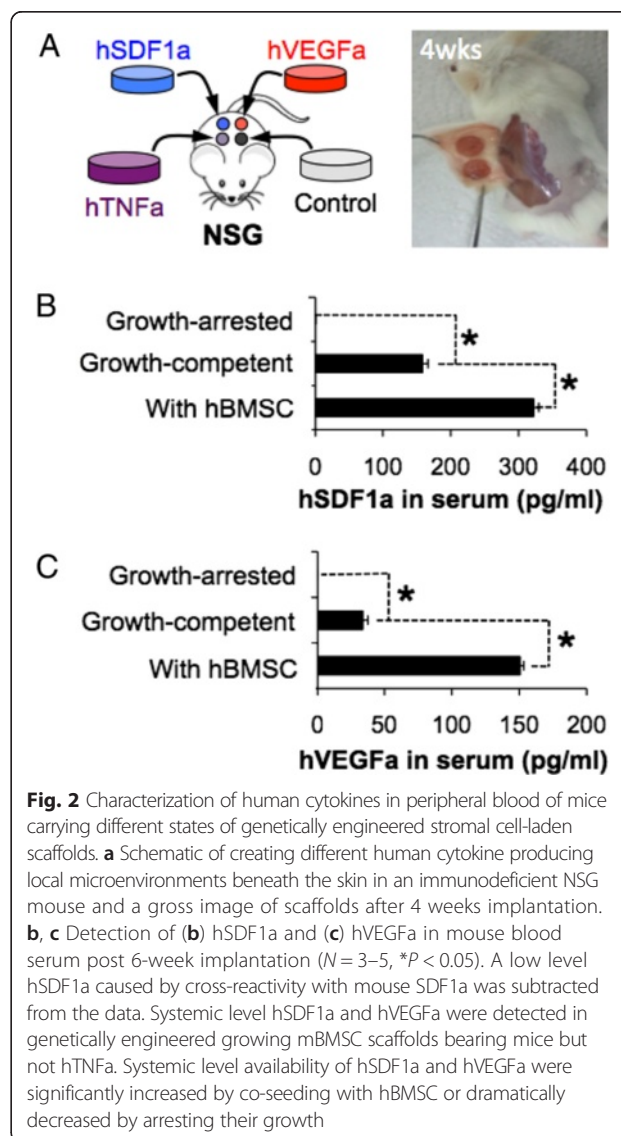 A
hSDF1a
hVEGFa
hTNFa
Control
NSG
4wks
B
Growth-arrested
*
Growth-competent
*
With hBMSC
0 100 200 300 400
hSDF1a in serum (pg/ml)
C
Growth-arrested
*
Growth-competent
*
With hBMSC
0 50 100 150 200
hVEGFa in serum (pg/ml)
Fig. 2 Characterization of human cytokines in peripheral blood of mice
carrying different states of genetically engineered stromal cell-laden
scaffolds. a Schematic of creating different human cytokine producing
local microenvironments beneath the skin in an immunodeficient NSG
mouse and a gross image of scaffolds after 4 weeks implantation.
b, c Detection of (b) hSDF1a and (c) hVEGFa in mouse blood
serum post 6-week implantation (N = 3–5, *P < 0.05). A low level
hSDF1a caused by cross-reactivity with mouse SDF1a was subtracted
from the data. Systemic level hSDF1a and hVEGFa were detected in
genetically engineered growing mBMSC scaffolds bearing mice but
not hTNFa. Systemic level availability of hSDF1a and hVEGFa were
significantly increased by co-seeding with hBMSC or dramatically
decreased by arresting their growth